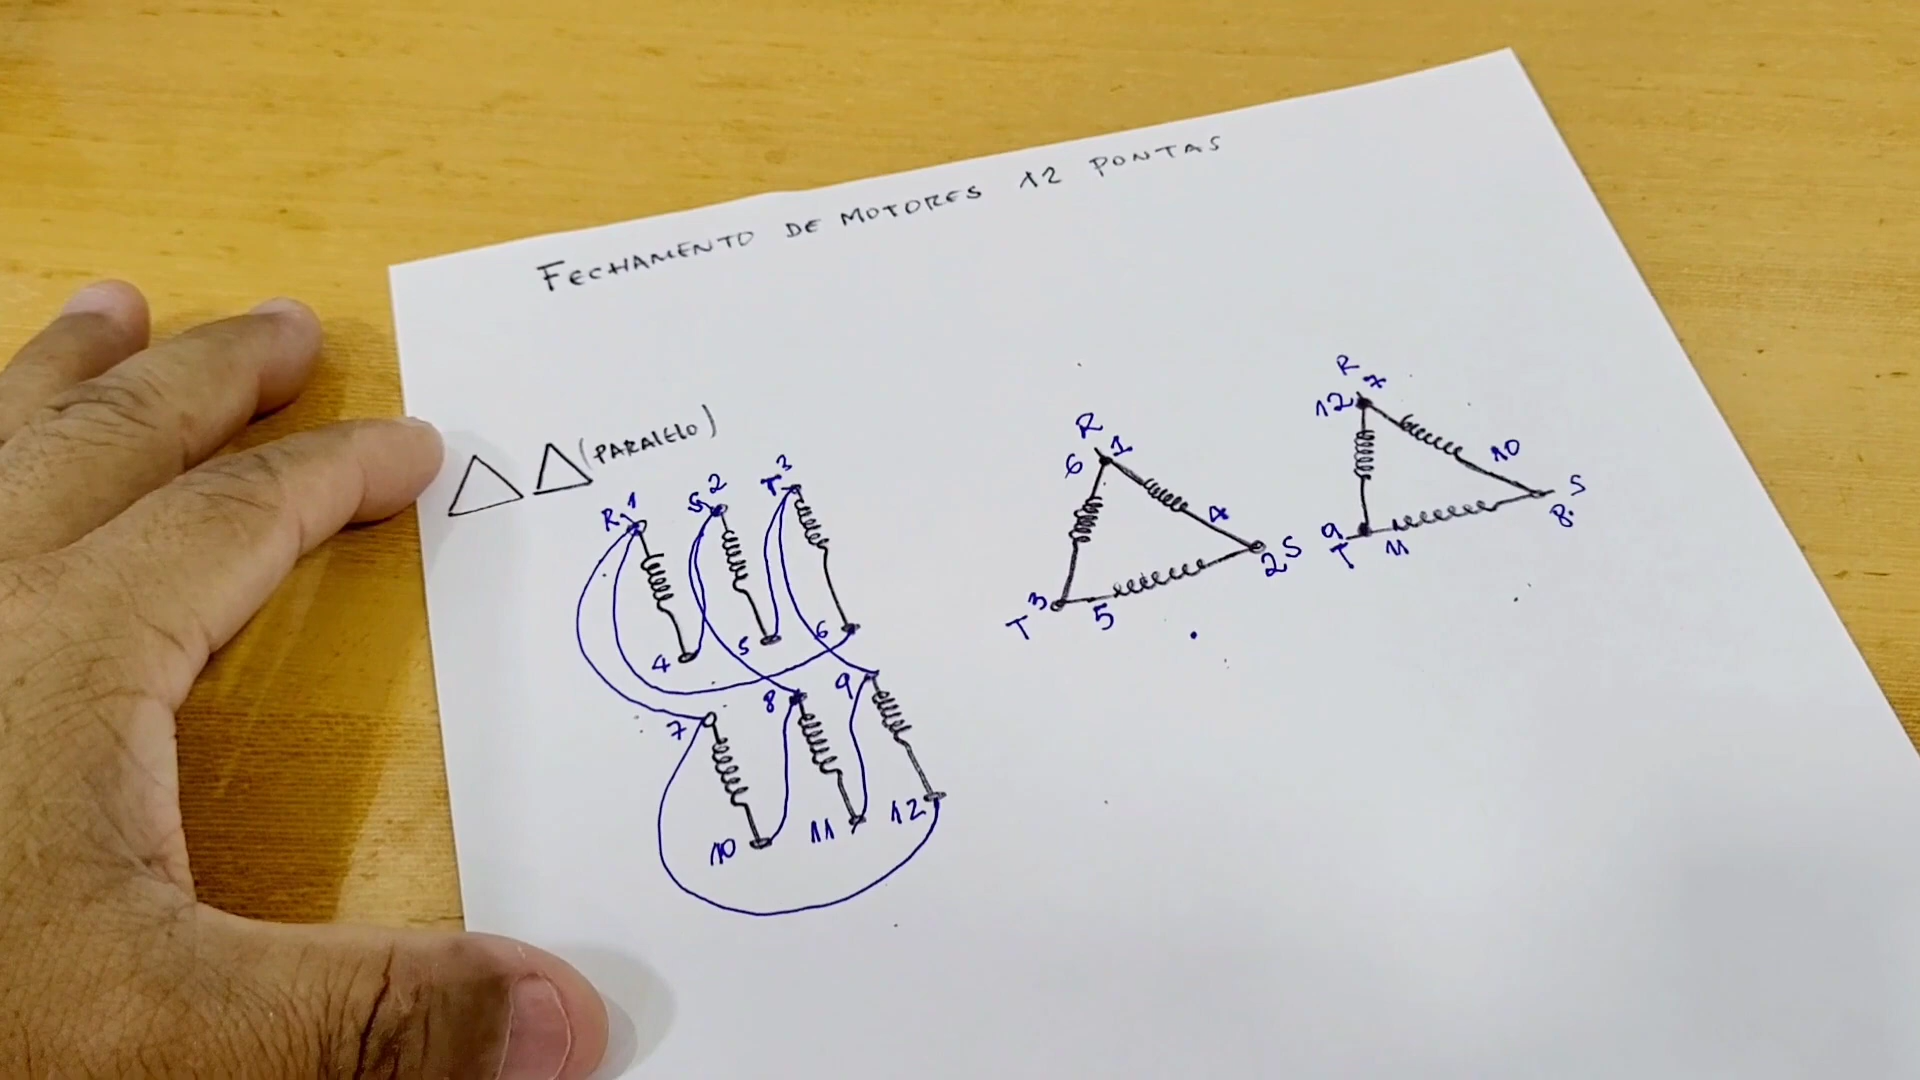 FECHAMENTO DE MOTORES 12 PONTAS
(PARALELO)
R 1 S 2 T 3
4 5 6
7 8 9
10 11 12
R
6 1
4
2 S
T 3 5
R 7
12
10
S
8.
9
T 11